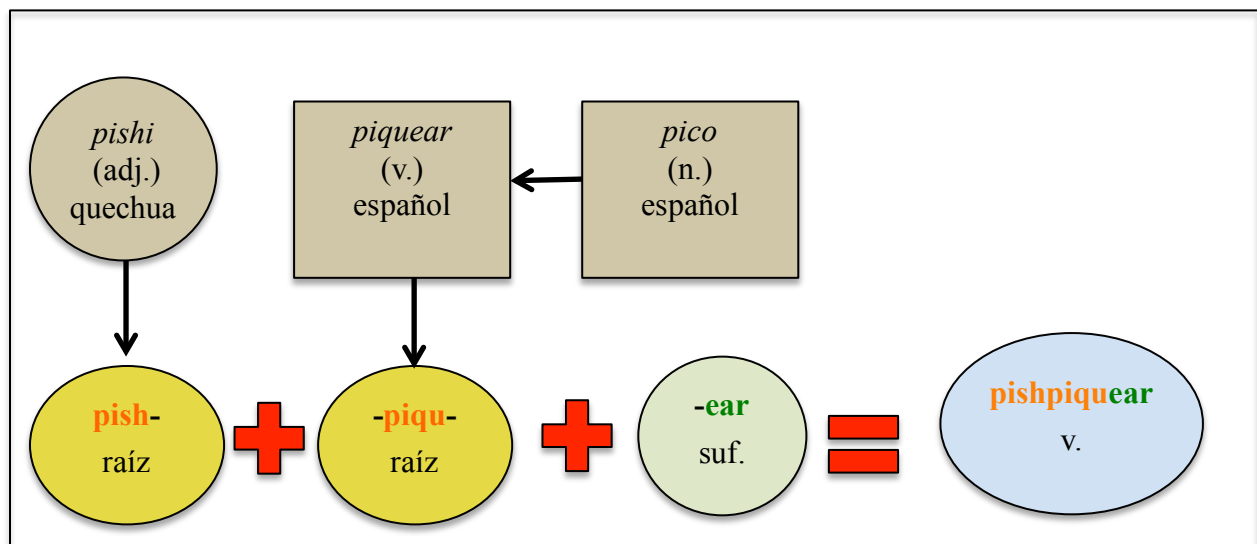 pishi
(adj.)
quechua
piquear
(v.)
español
pico
(n.)
español
pish-
raíz
-piqu-
raíz
-ear
suf.
pishpiquear
v.